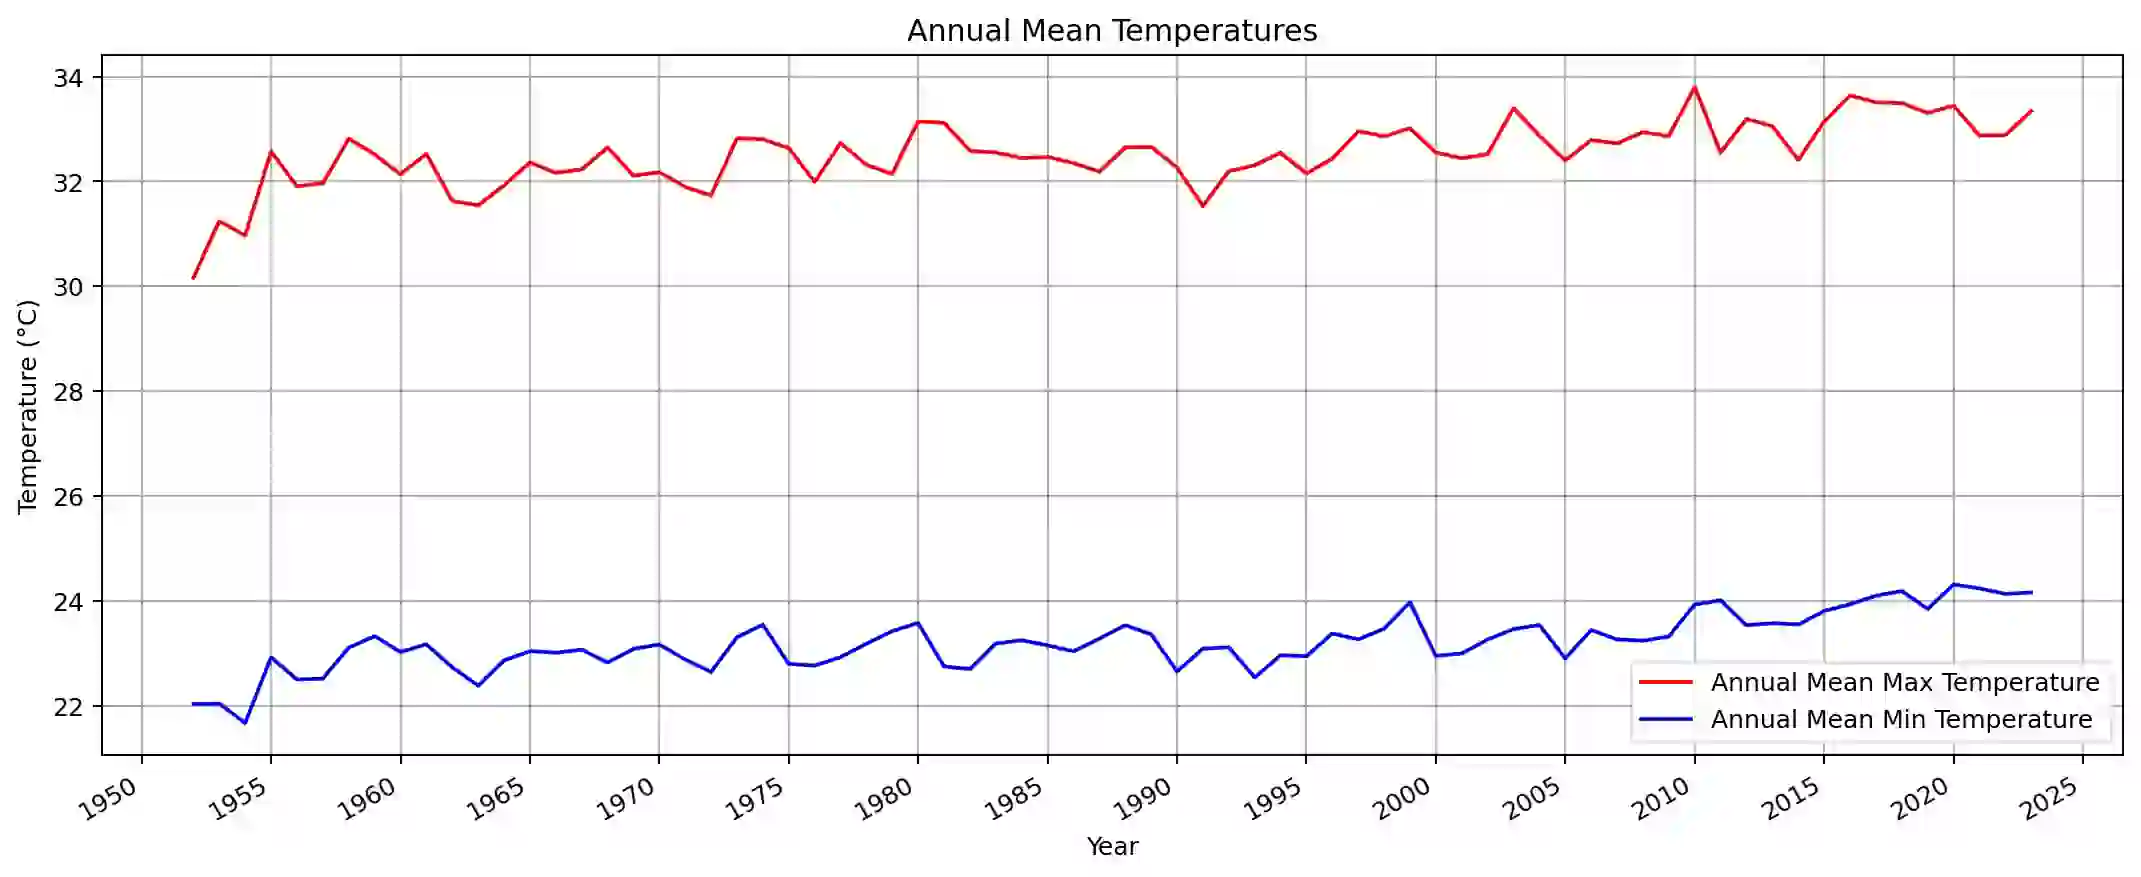 Annual Mean Temperatures
34
32
30
28
26
24
22
Temperature (°C)
Annual Mean Max Temperature
Annual Mean Min Temperature
1950 1955 1960 1965 1970 1975 1980 1985 1990 1995 2000 2005 2010 2015 2020 2025
Year